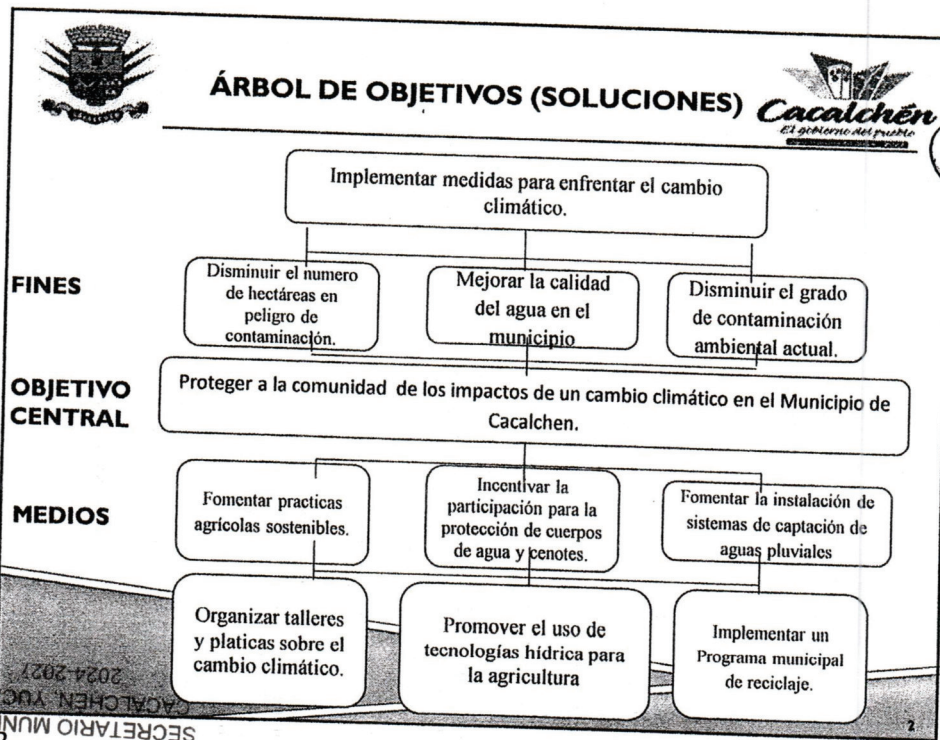 ÁRBOL DE OBJETIVOS (SOLUCIONES)
Cacalchén
El gobierno del pueblo
Implementar medidas para enfrentar el cambio
climático.
FINES
Disminuir el numero
de hectáreas en
peligro de
contaminación.
Mejorar la calidad
del agua en el
municipio
Disminuir el grado
de contaminación
ambiental actual.
OBJETIVO
CENTRAL
Proteger a la comunidad de los impactos de un cambio climático en el Municipio de
Cacalchen.
MEDIOS
Fomentar practicas
agrícolas sostenibles.
Incentivar la
participación para la
protección de cuerpos
de agua y cenotes.
Fomentar la instalación de
sistemas de captación de
aguas pluviales
Organizar talleres
y platicas sobre el
cambio climático.
Promover el uso de
tecnologías hídrica para
la agricultura
Implementar un
Programa municipal
de reciclaje.
2
SECRETARIO MUNI
CACALCHÉN, YUC
2024-2027